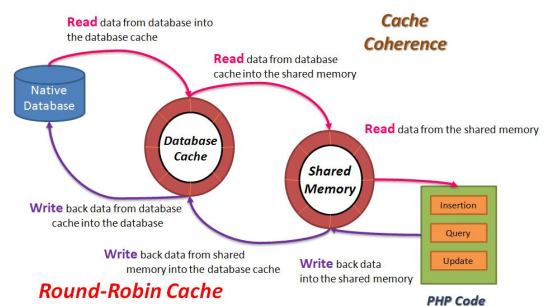 Read data from database into
the database cache
Cache
Coherence
Read data from database
cache into the shared memory
Native
Database
Database
Cache
Read data from the shared memory
Shared
Memory
Insertion
Query
Update
Write back data from database
cache into the database
Write back data from shared
memory into the database cache
Write back data
into the shared memory
Round-Robin Cache
PHP Code